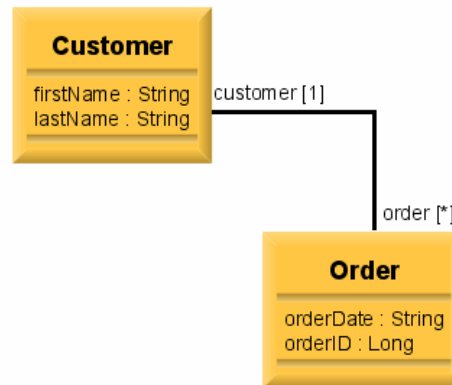 Customer
firstName : String
lastName : String
customer [1]
order [*]
Order
orderDate : String
orderID : Long